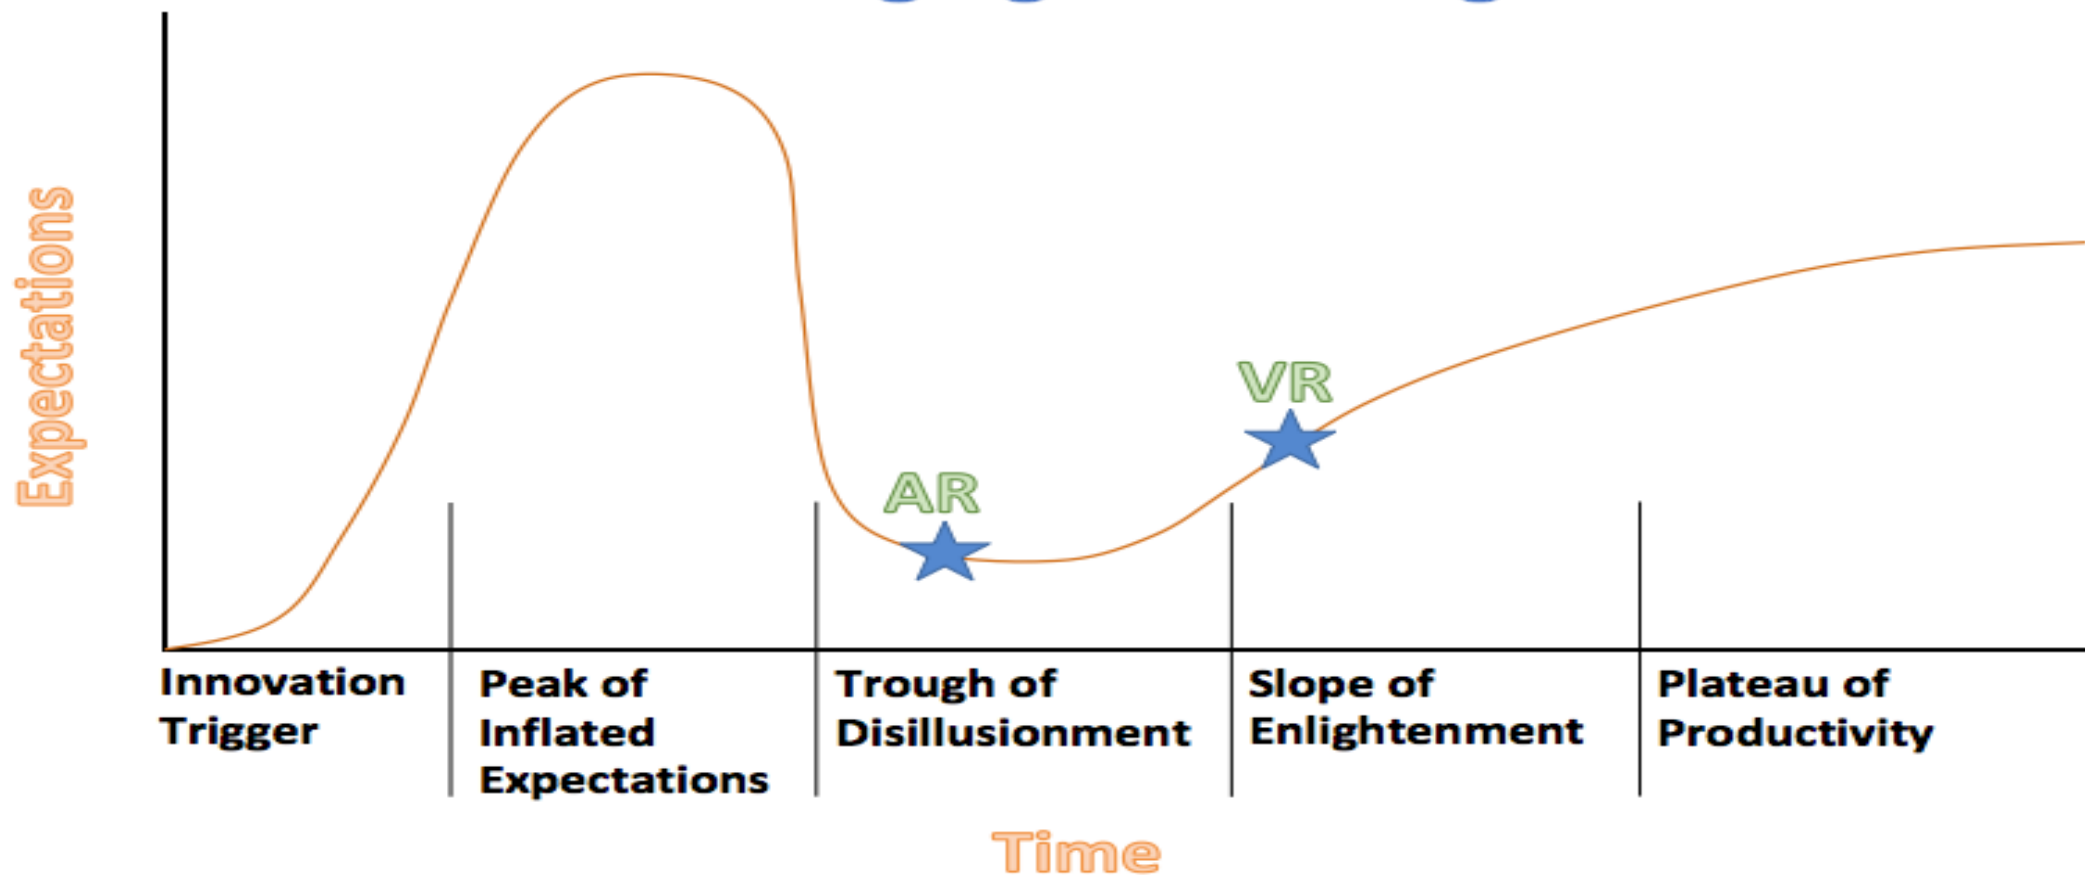 Expectations
AR
VR
Innovation
Trigger
Peak of
Inflated
Expectations
Trough of
Disillusionment
Slope of
Enlightenment
Plateau of
Productivity
Time